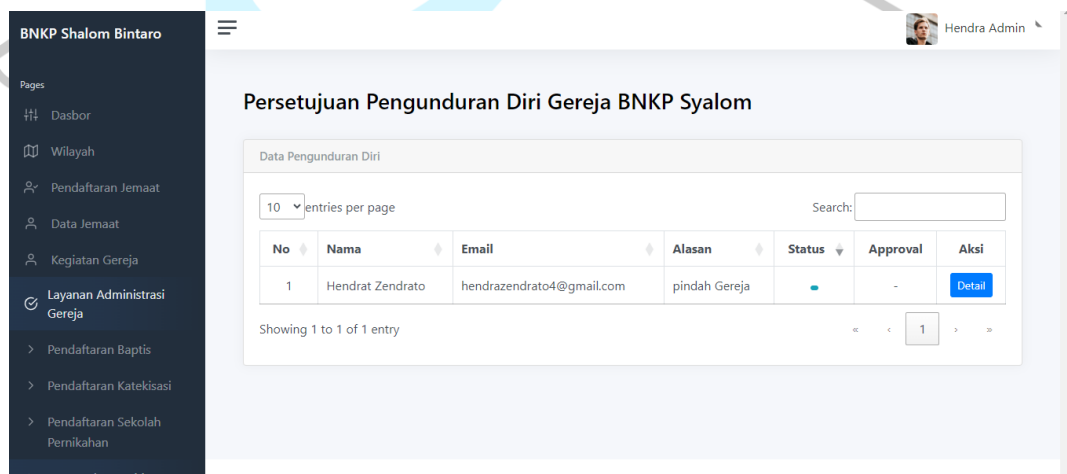 BNKP Shalom Bintaro
Hendra Admin
Pages
Dasbor
Wilayah
Pendaftaran Jemaat
Data Jemaat
Kegiatan Gereja
Layanan Administrasi
Gereja
Pendaftaran Baptis
Pendaftaran Katekisasi
Pendaftaran Sekolah
Pernikahan
Persetujuan Pengunduran Diri Gereja BNKP Syalom
Data Pengunduran Diri
10 entries per page
Search:
No Nama Email Alasan Status Approval Aksi
1 Hendrat Zendrato hendrazendrato4@gmail.com pindah Gereja - Detail
Showing 1 to 1 of 1 entry
« ‹ 1 › »